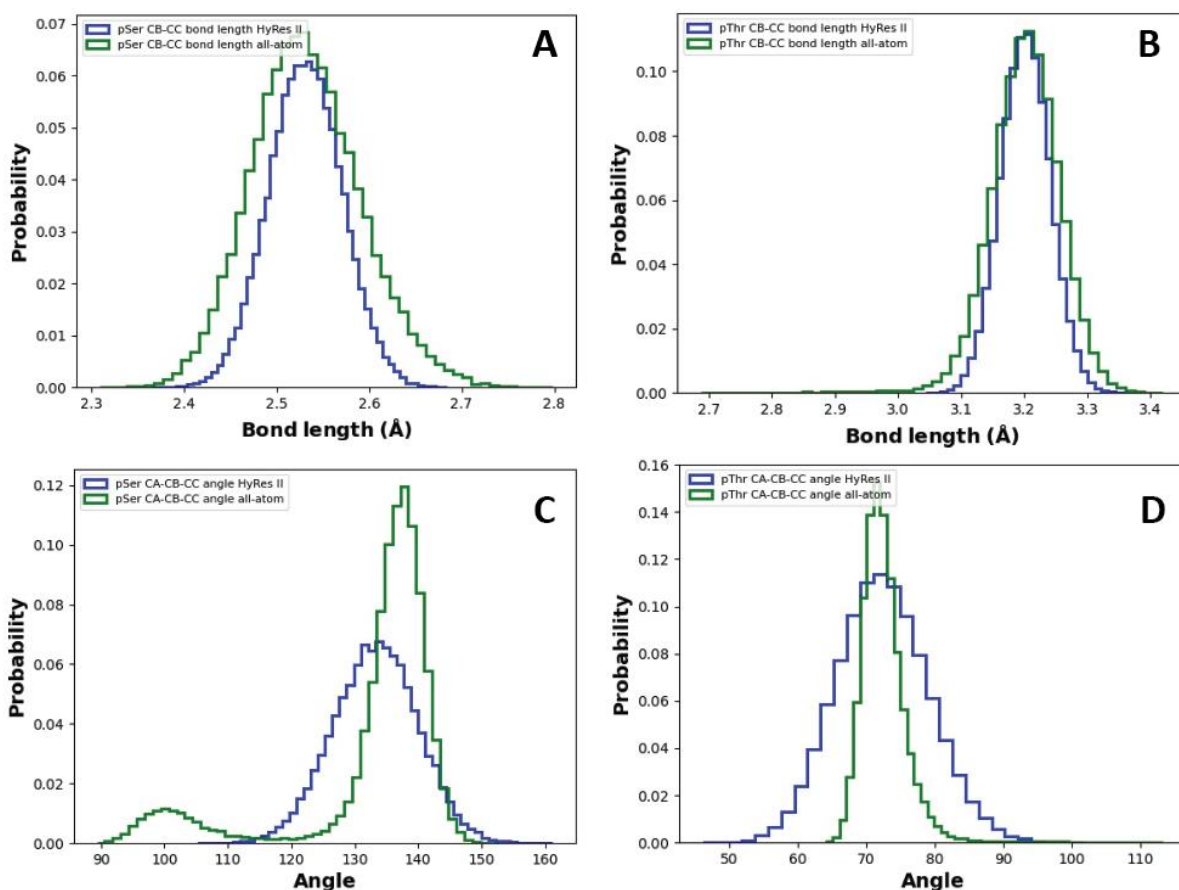 pSer CB-CC bond length HyRes II
pSer CB-CC bond length all-atom
A
0.07
0.06
0.05
0.04
0.03
0.02
0.01
0.00
Probability
2.3 2.4 2.5 2.6 2.7 2.8
Bond length (Å)
pThr CB-CC bond length HyRes II
pThr CB-CC bond length all-atom
B
0.10
0.08
0.06
0.04
0.02
0.00
Probability
2.7 2.8 2.9 3.0 3.1 3.2 3.3 3.4
Bond length (Å)
pSer CA-CB-CC angle HyRes II
pSer CA-CB-CC angle all-atom
C
0.12
0.10
0.08
0.06
0.04
0.02
0.00
Probability
90 100 110 120 130 140 150 160
Angle
pThr CA-CB-CC angle HyRes II
pThr CA-CB-CC angle all-atom
D
0.16
0.14
0.12
0.10
0.08
0.06
0.04
0.02
0.00
Probability
50 60 70 80 90 100 110
Angle